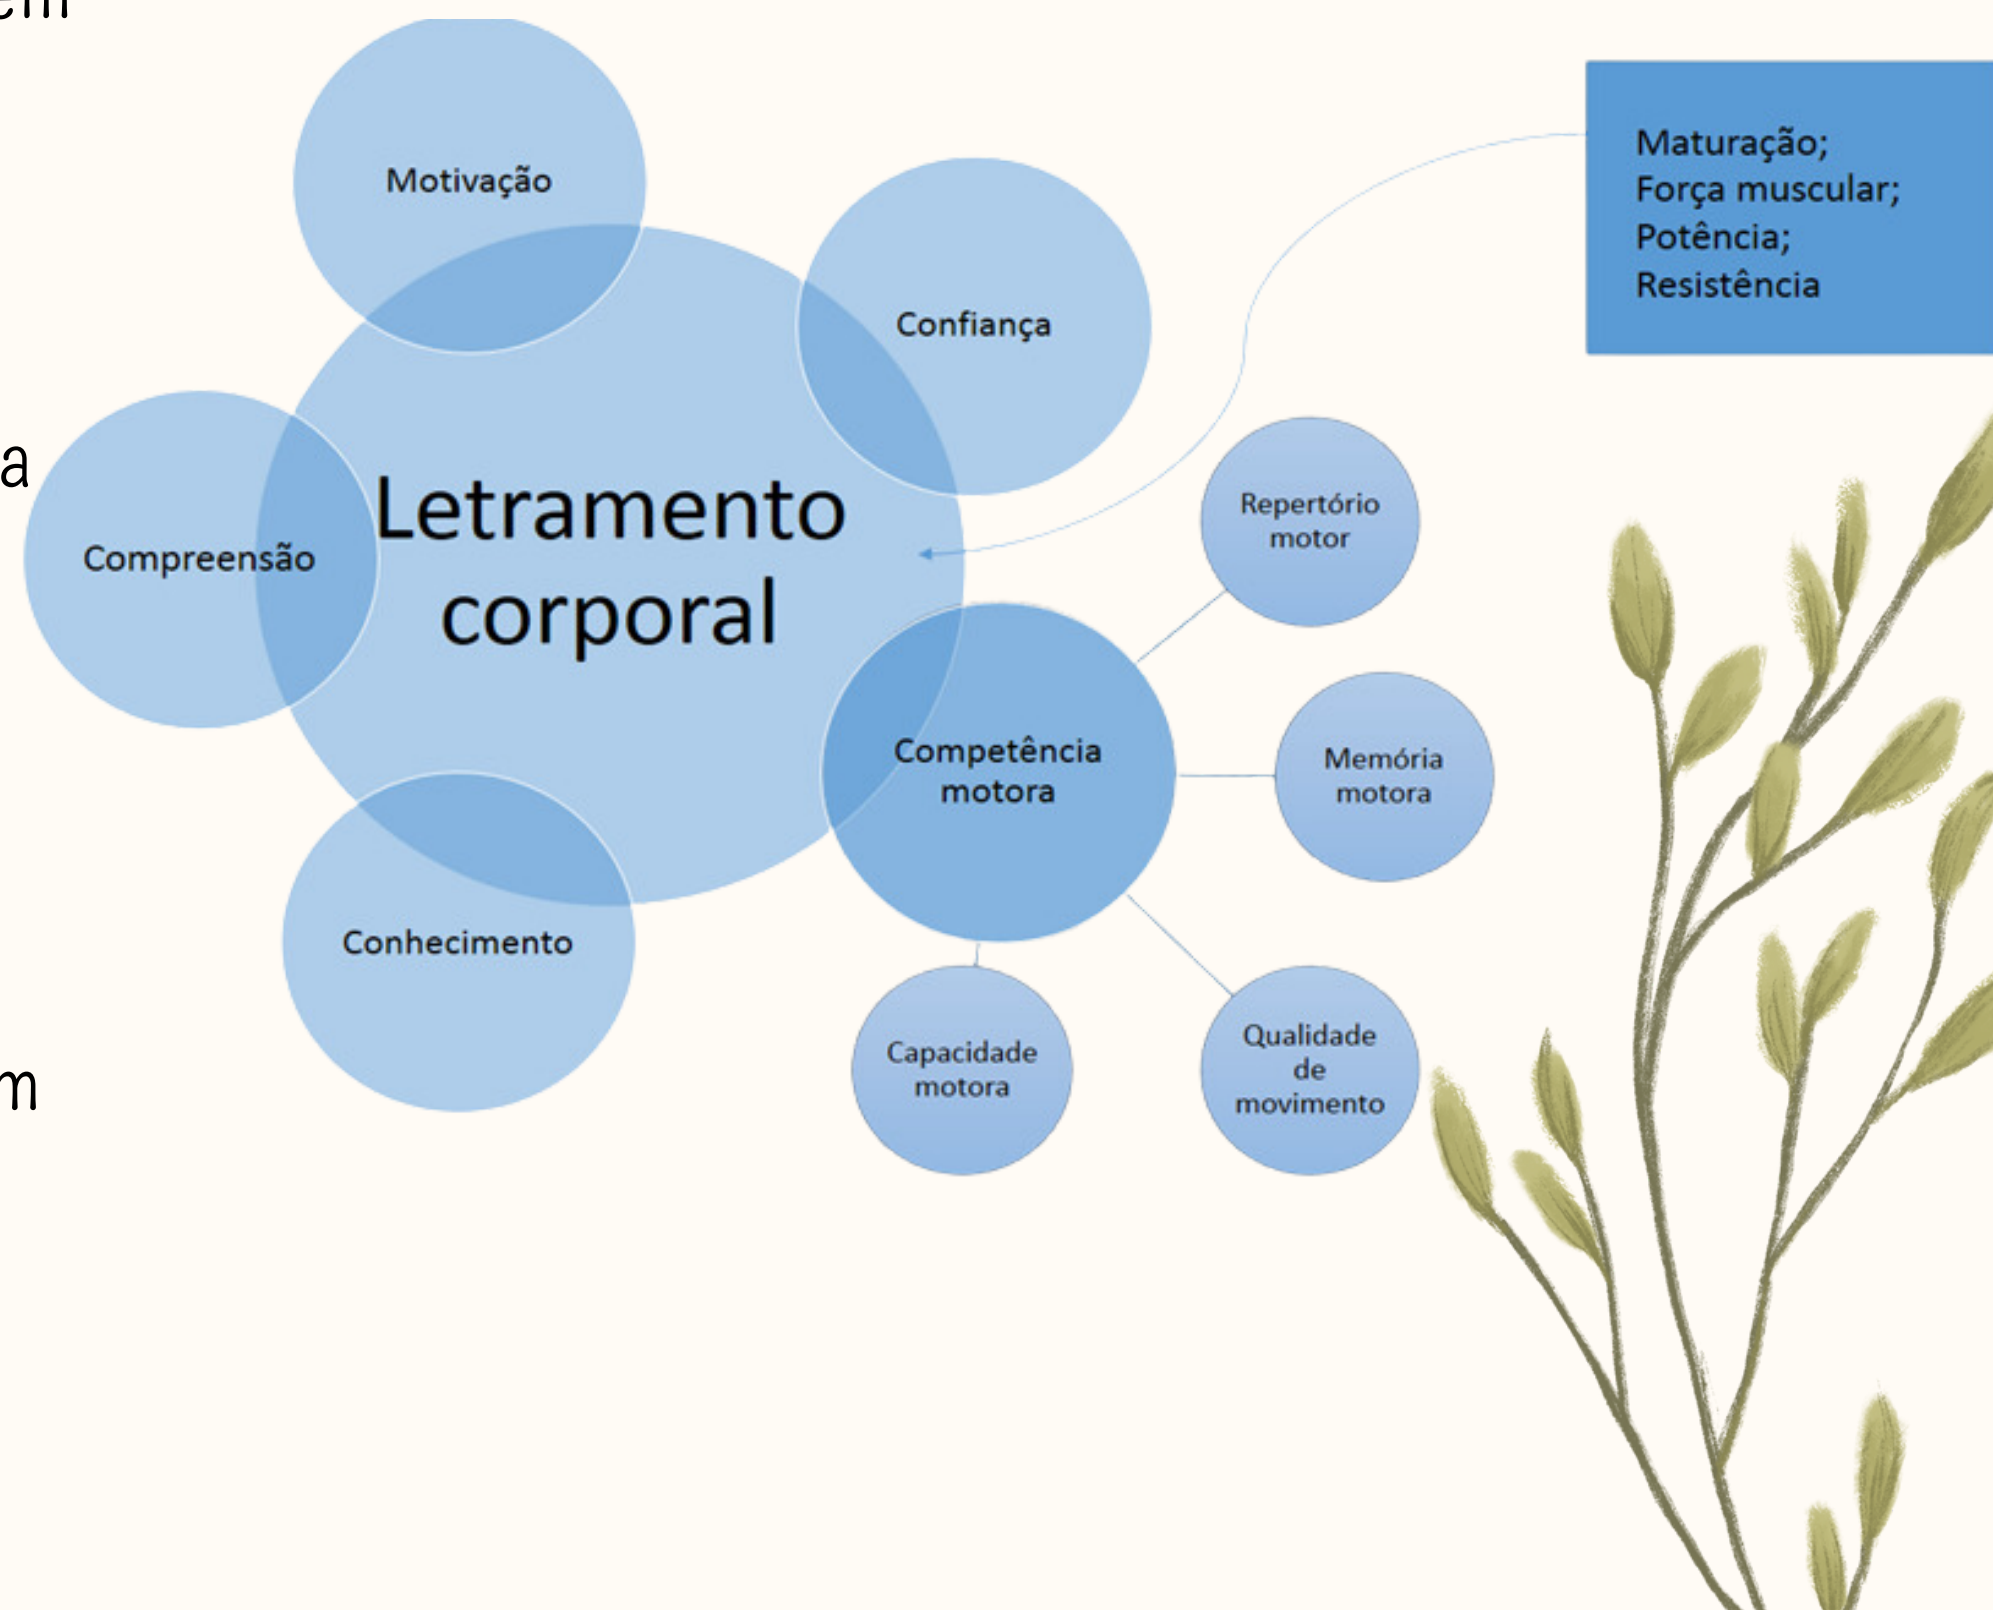 em
a
m
Motivação
Confiança
Compreensão
Letramento
corporal
Conhecimento
Competência
motora
Repertório
motor
Memória
motora
Qualidade
de
movimento
Capacidade
motora
Maturação;
Força muscular;
Potência;
Resistência